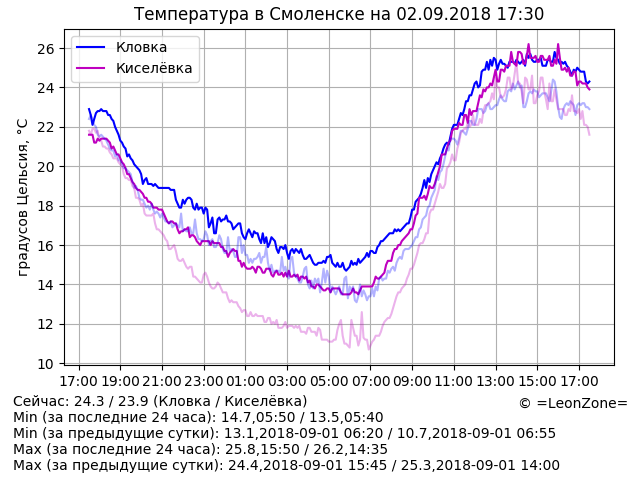 Температура в Смоленске на 02.09.2018 17:30
Кловка
Киселёвка
градусов Цельсия, °C
26
24
22
20
18
16
14
12
10
17:00 19:00 21:00 23:00 01:00 03:00 05:00 07:00 09:00 11:00 13:00 15:00 17:00
Сейчас: 24.3 / 23.9 (Кловка / Киселёвка)
© =LeonZone=
Min (за последние 24 часа): 14.7,05:50 / 13.5,05:40
Min (за предыдущие сутки): 13.1,2018-09-01 06:20 / 10.7,2018-09-01 06:55
Max (за последние 24 часа): 25.8,15:50 / 26.2,14:35
Max (за предыдущие сутки): 24.4,2018-09-01 15:45 / 25.3,2018-09-01 14:00